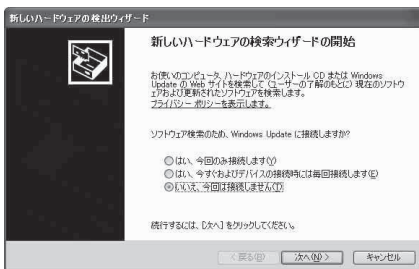 新しいハードウェアの検出ウィザード
新しいハードウェアの検索ウィザードの開始
お使いのコンピュータ、ハードウェアのインストール CD または Windows
Update の Web サイトを検索して (ユーザーの了解のもとに) 現在のソフトウ
ェアおよび更新されたソフトウェアを検索します。
プライバシー ポリシーを表示します。
ソフトウェア検索のため、Windows Update に接続しますか?
はい、今回のみ接続します(Y)
はい、今すぐおよびデバイスの接続時には毎回接続します(E)
いいえ、今回は接続しません(T)
続行するには、[次へ] をクリックしてください。
< 戻る(B)
次へ(N) >
キャンセル